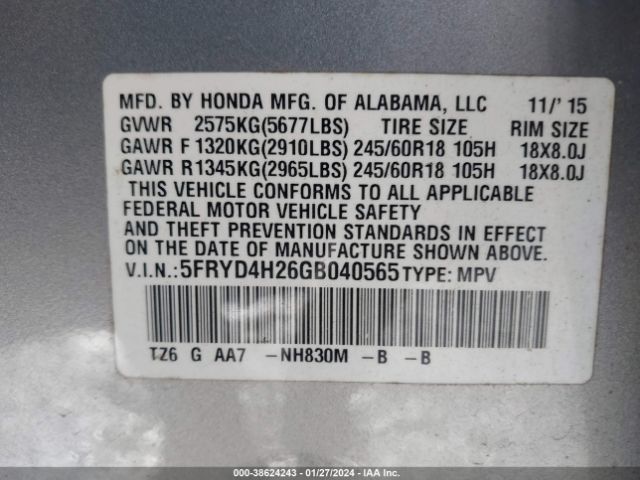 MFD. BY HONDA MFG. OF ALABAMA, LLC 11/' 15
GVWR 2575KG(5677LBS) TIRE SIZE RIM SIZE
GAWR F 1320KG(2910LBS) 245/60R18 105H 18X8.0J
GAWR R 1345KG(2965LBS) 245/60R18 105H 18X8.0J
THIS VEHICLE CONFORMS TO ALL APPLICABLE
FEDERAL MOTOR VEHICLE SAFETY
AND THEFT PREVENTION STANDARDS IN EFFECT
ON THE DATE OF MANUFACTURE SHOWN ABOVE.
V.I.N.:5FRYD4H26GB040565 TYPE: MPV
TZ6 G AA7 -NH830M -B -B
000-38624243 - 01/27/2024 - IAA Inc.